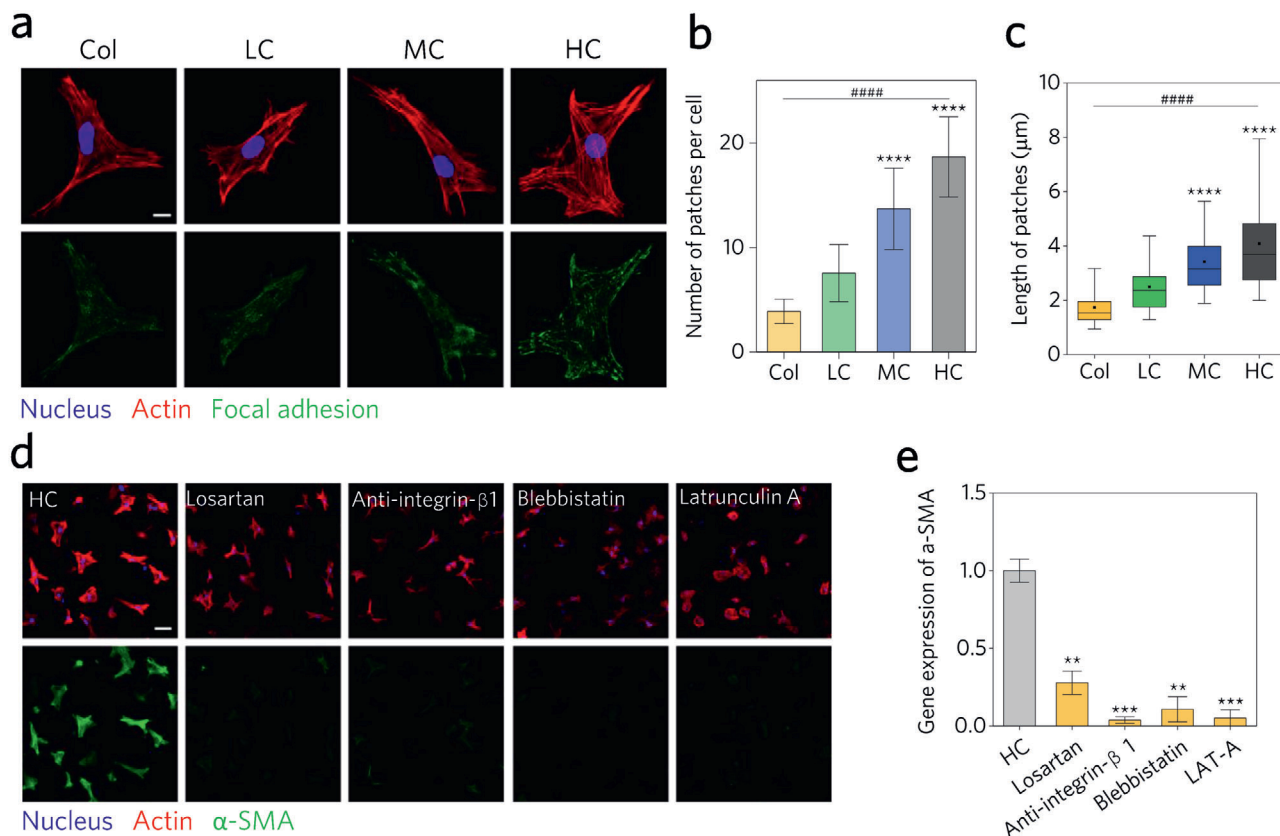 a
Col LC MC HC
Nucleus Actin Focal adhesion
b
Number of patches per cell
20
10
0
####
****
****
Col LC MC HC
c
Length of patches (μm)
10
8
6
4
2
0
####
****
****
Col LC MC HC
d
HC Losartan Anti-integrin-β1 Blebbistatin Latrunculin A
Nucleus Actin α-SMA
e
Gene expression of a-SMA
1.5
1.0
0.5
0.0
**
***
**
***
HC
Losartan
Anti-integrin-β 1
Blebbistatin
LAT-A